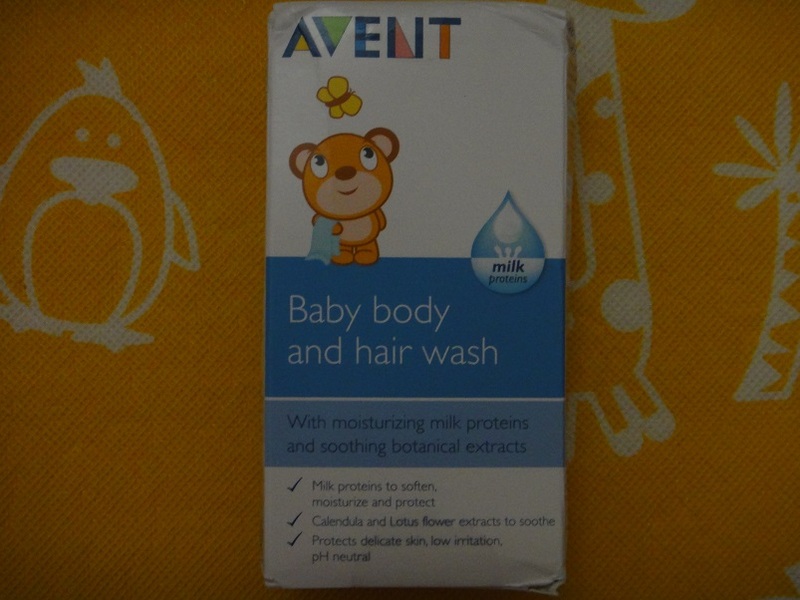 AVENT
milk
proteins
Baby body
and hair wash
With moisturizing milk proteins
and soothing botanical extracts
Milk proteins to soften,
moisturize and protect
Calendula and Lotus flower extracts to soothe
Protects delicate skin, low irritation,
pH neutral